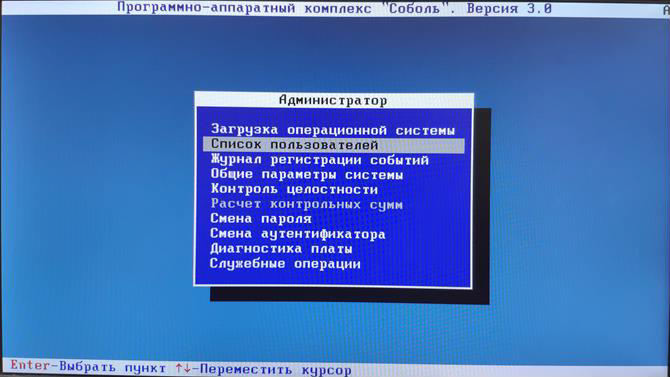 Программно-аппаратный комплекс "Соболь". Версия 3.0 А
Администратор
Загрузка операционной системы
Список пользователей
Журнал регистрации событий
Общие параметры системы
Контроль целостности
Расчет контрольных сумм
Смена пароля
Смена аутентификатора
Диагностика платы
Служебные операции
Enter-Выбрать пункт ↑↓-Переместить курсор